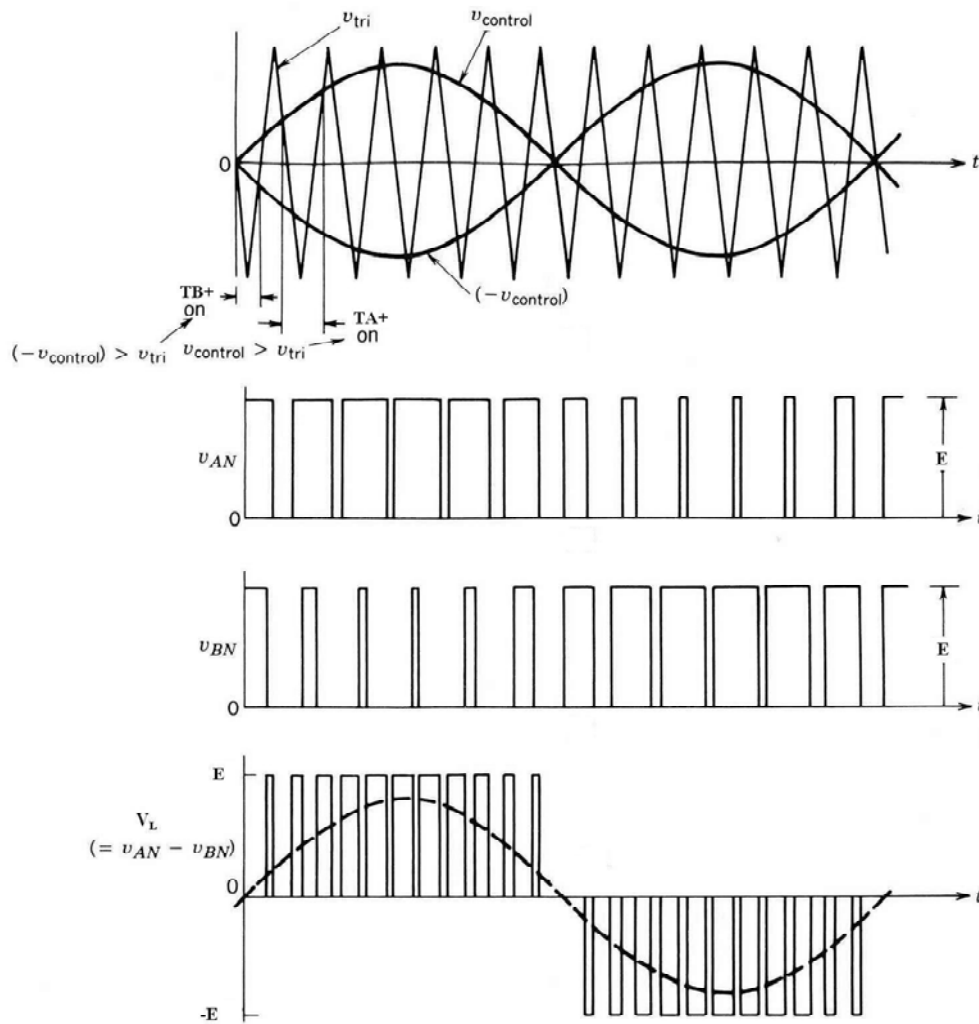 v_tri
v_control
0
t
(−v_control)
TB+
on
TA+
on
(−v_control) > v_tri
v_control > v_tri
v_AN
E
0
v_BN
E
0
E
V_L
(= v_AN − v_BN)
0
t
-E